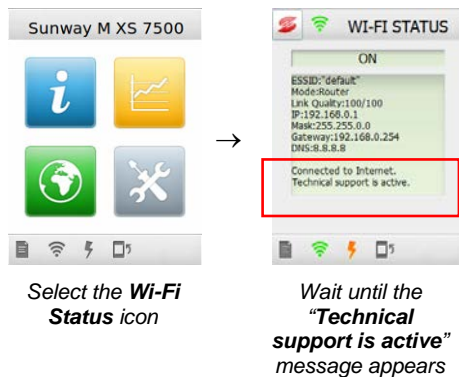 Sunway M XS 7500
Select the Wi-Fi
Status icon
→
WI-FI STATUS
ON
ESSID:"default"
Mode:Router
Link Quality:100/100
IP:192.168.0.1
Mask:255.255.0.0
Gateway:192.168.0.254
DNS:8.8.8.8
Connected to Internet.
Technical support is active.
Wait until the
“Technical
support is active”
message appears